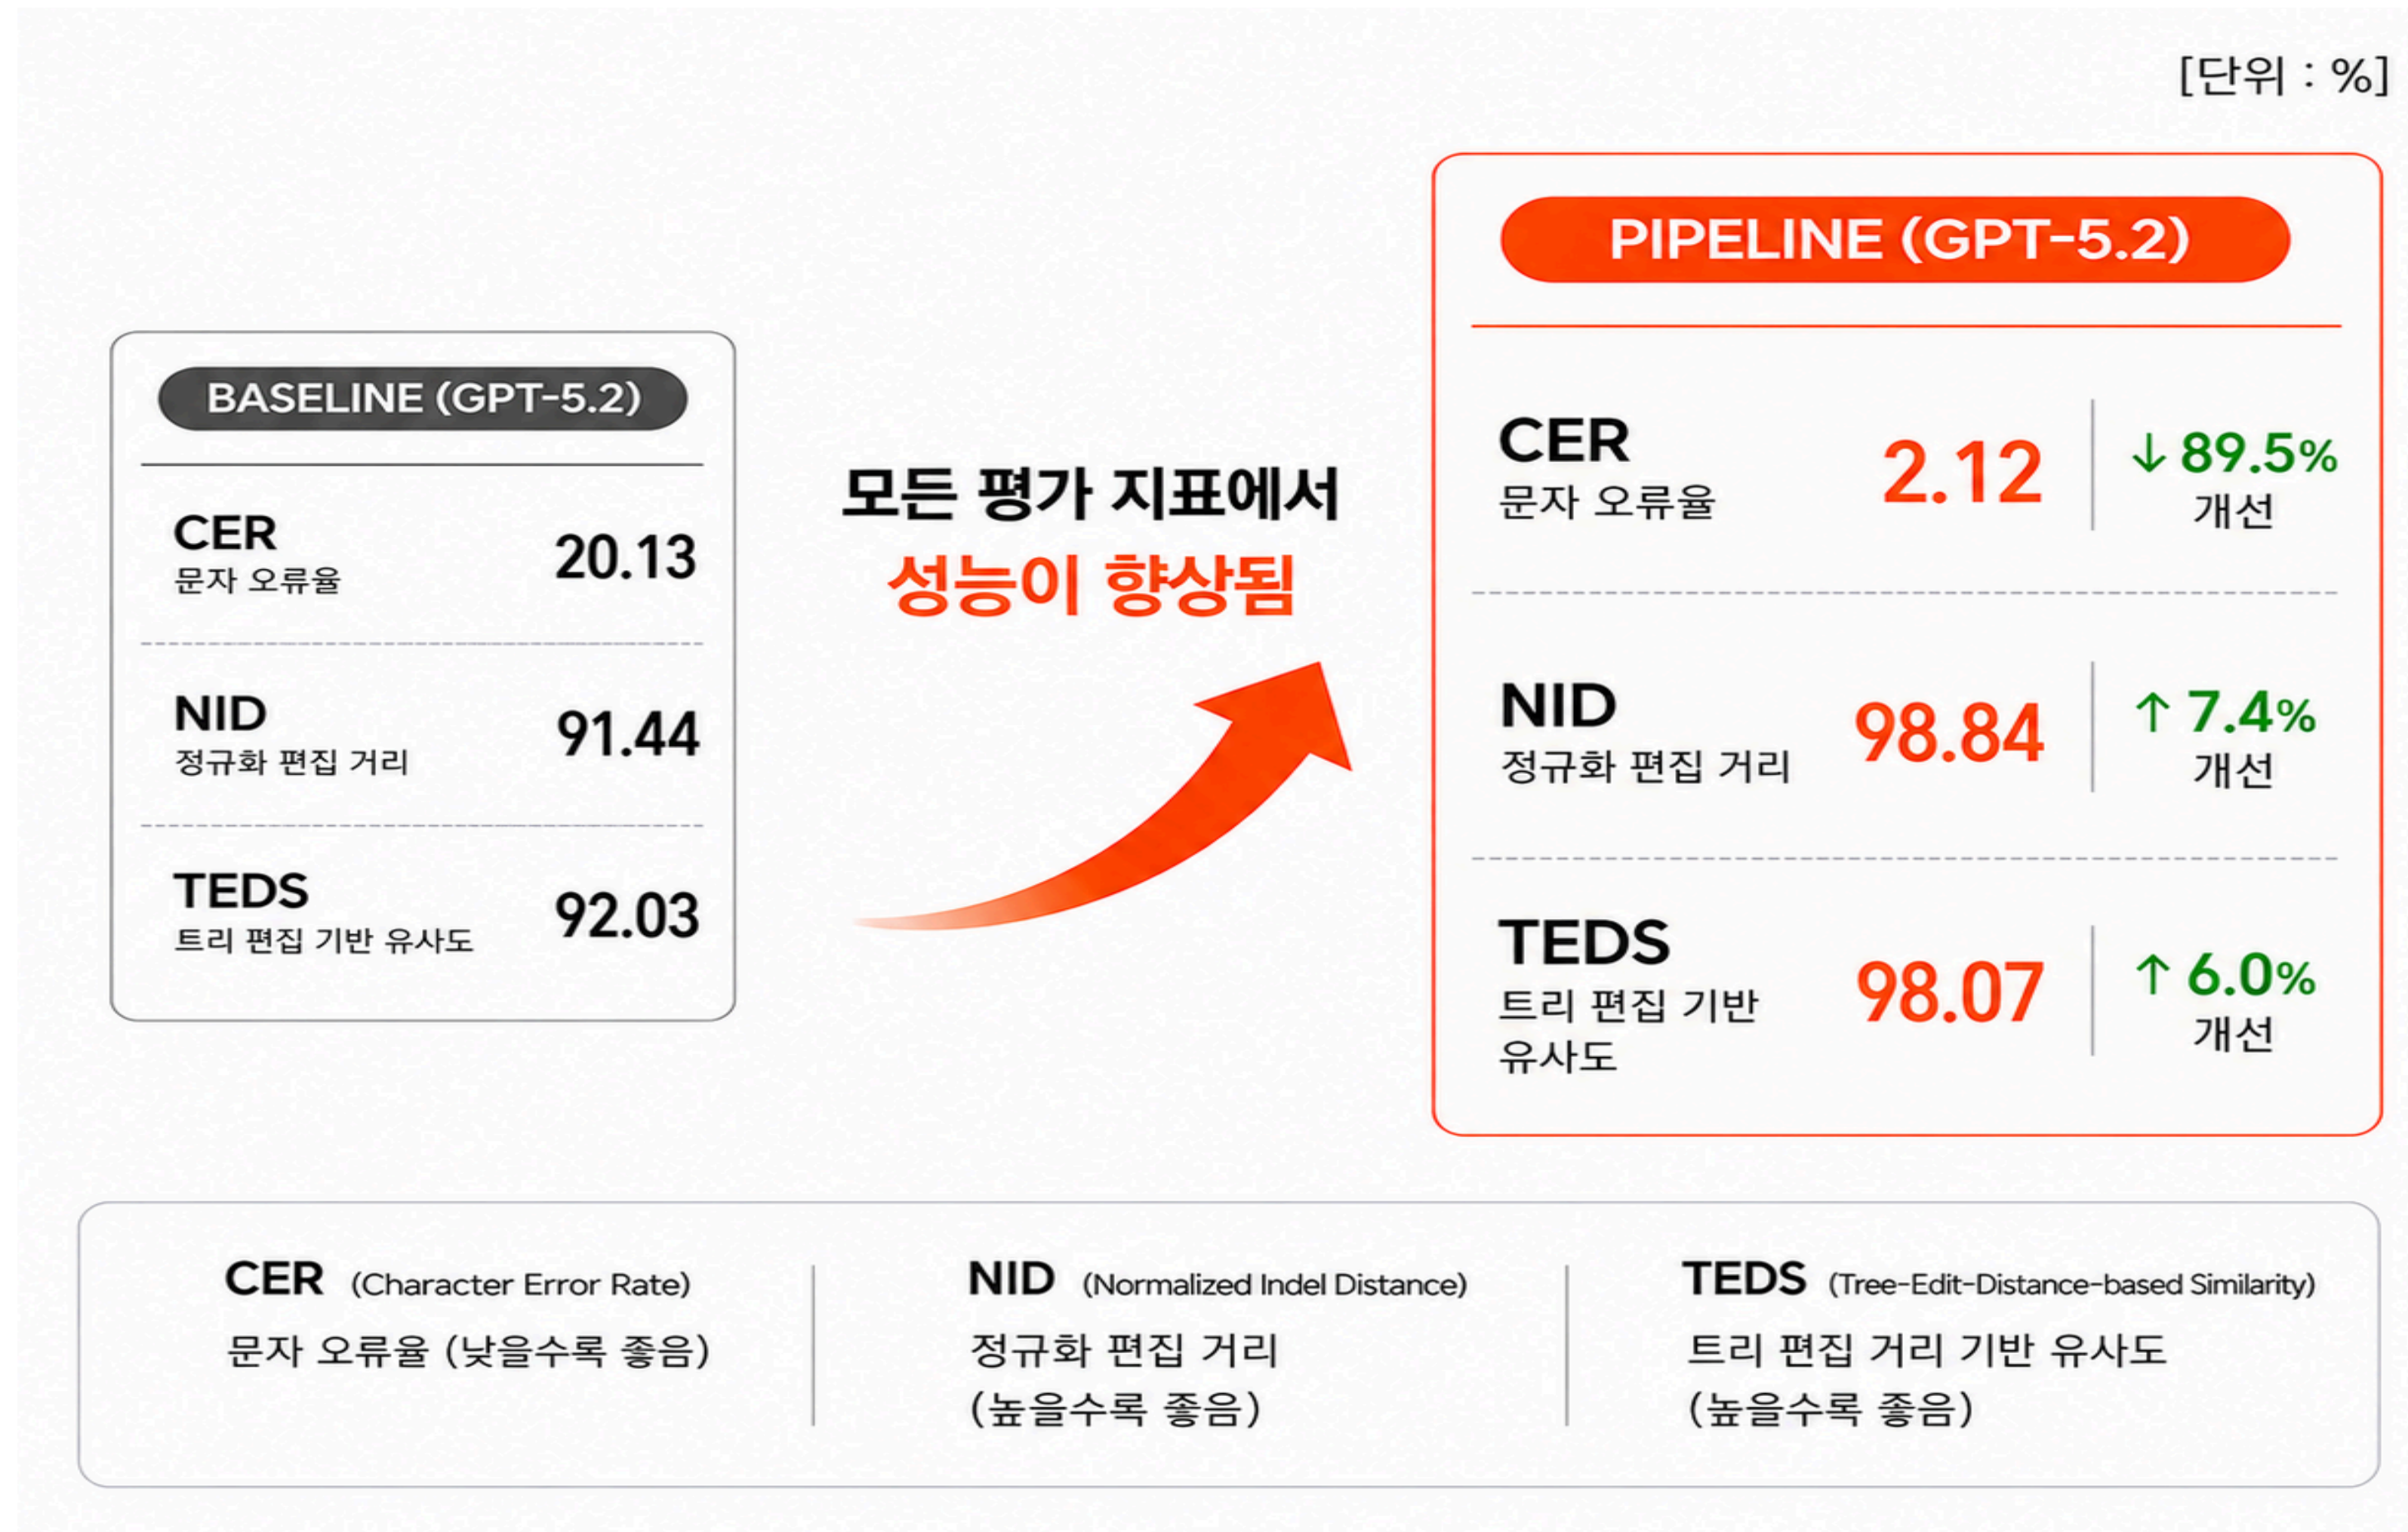 [단위 : %]
BASELINE (GPT-5.2)
CER
문자 오류율
20.13
NID
정규화 편집 거리
91.44
TEDS
트리 편집 기반 유사도
92.03
모든 평가 지표에서
성능이 향상됨
PIPELINE (GPT-5.2)
CER
문자 오류율
2.12
↓ 89.5%
개선
NID
정규화 편집 거리
98.84
↑ 7.4%
개선
TEDS
트리 편집 기반
유사도
98.07
↑ 6.0%
개선
CER (Character Error Rate)
문자 오류율 (낮을수록 좋음)
NID (Normalized Indel Distance)
정규화 편집 거리
(높을수록 좋음)
TEDS (Tree-Edit-Distance-based Similarity)
트리 편집 거리 기반 유사도
(높을수록 좋음)